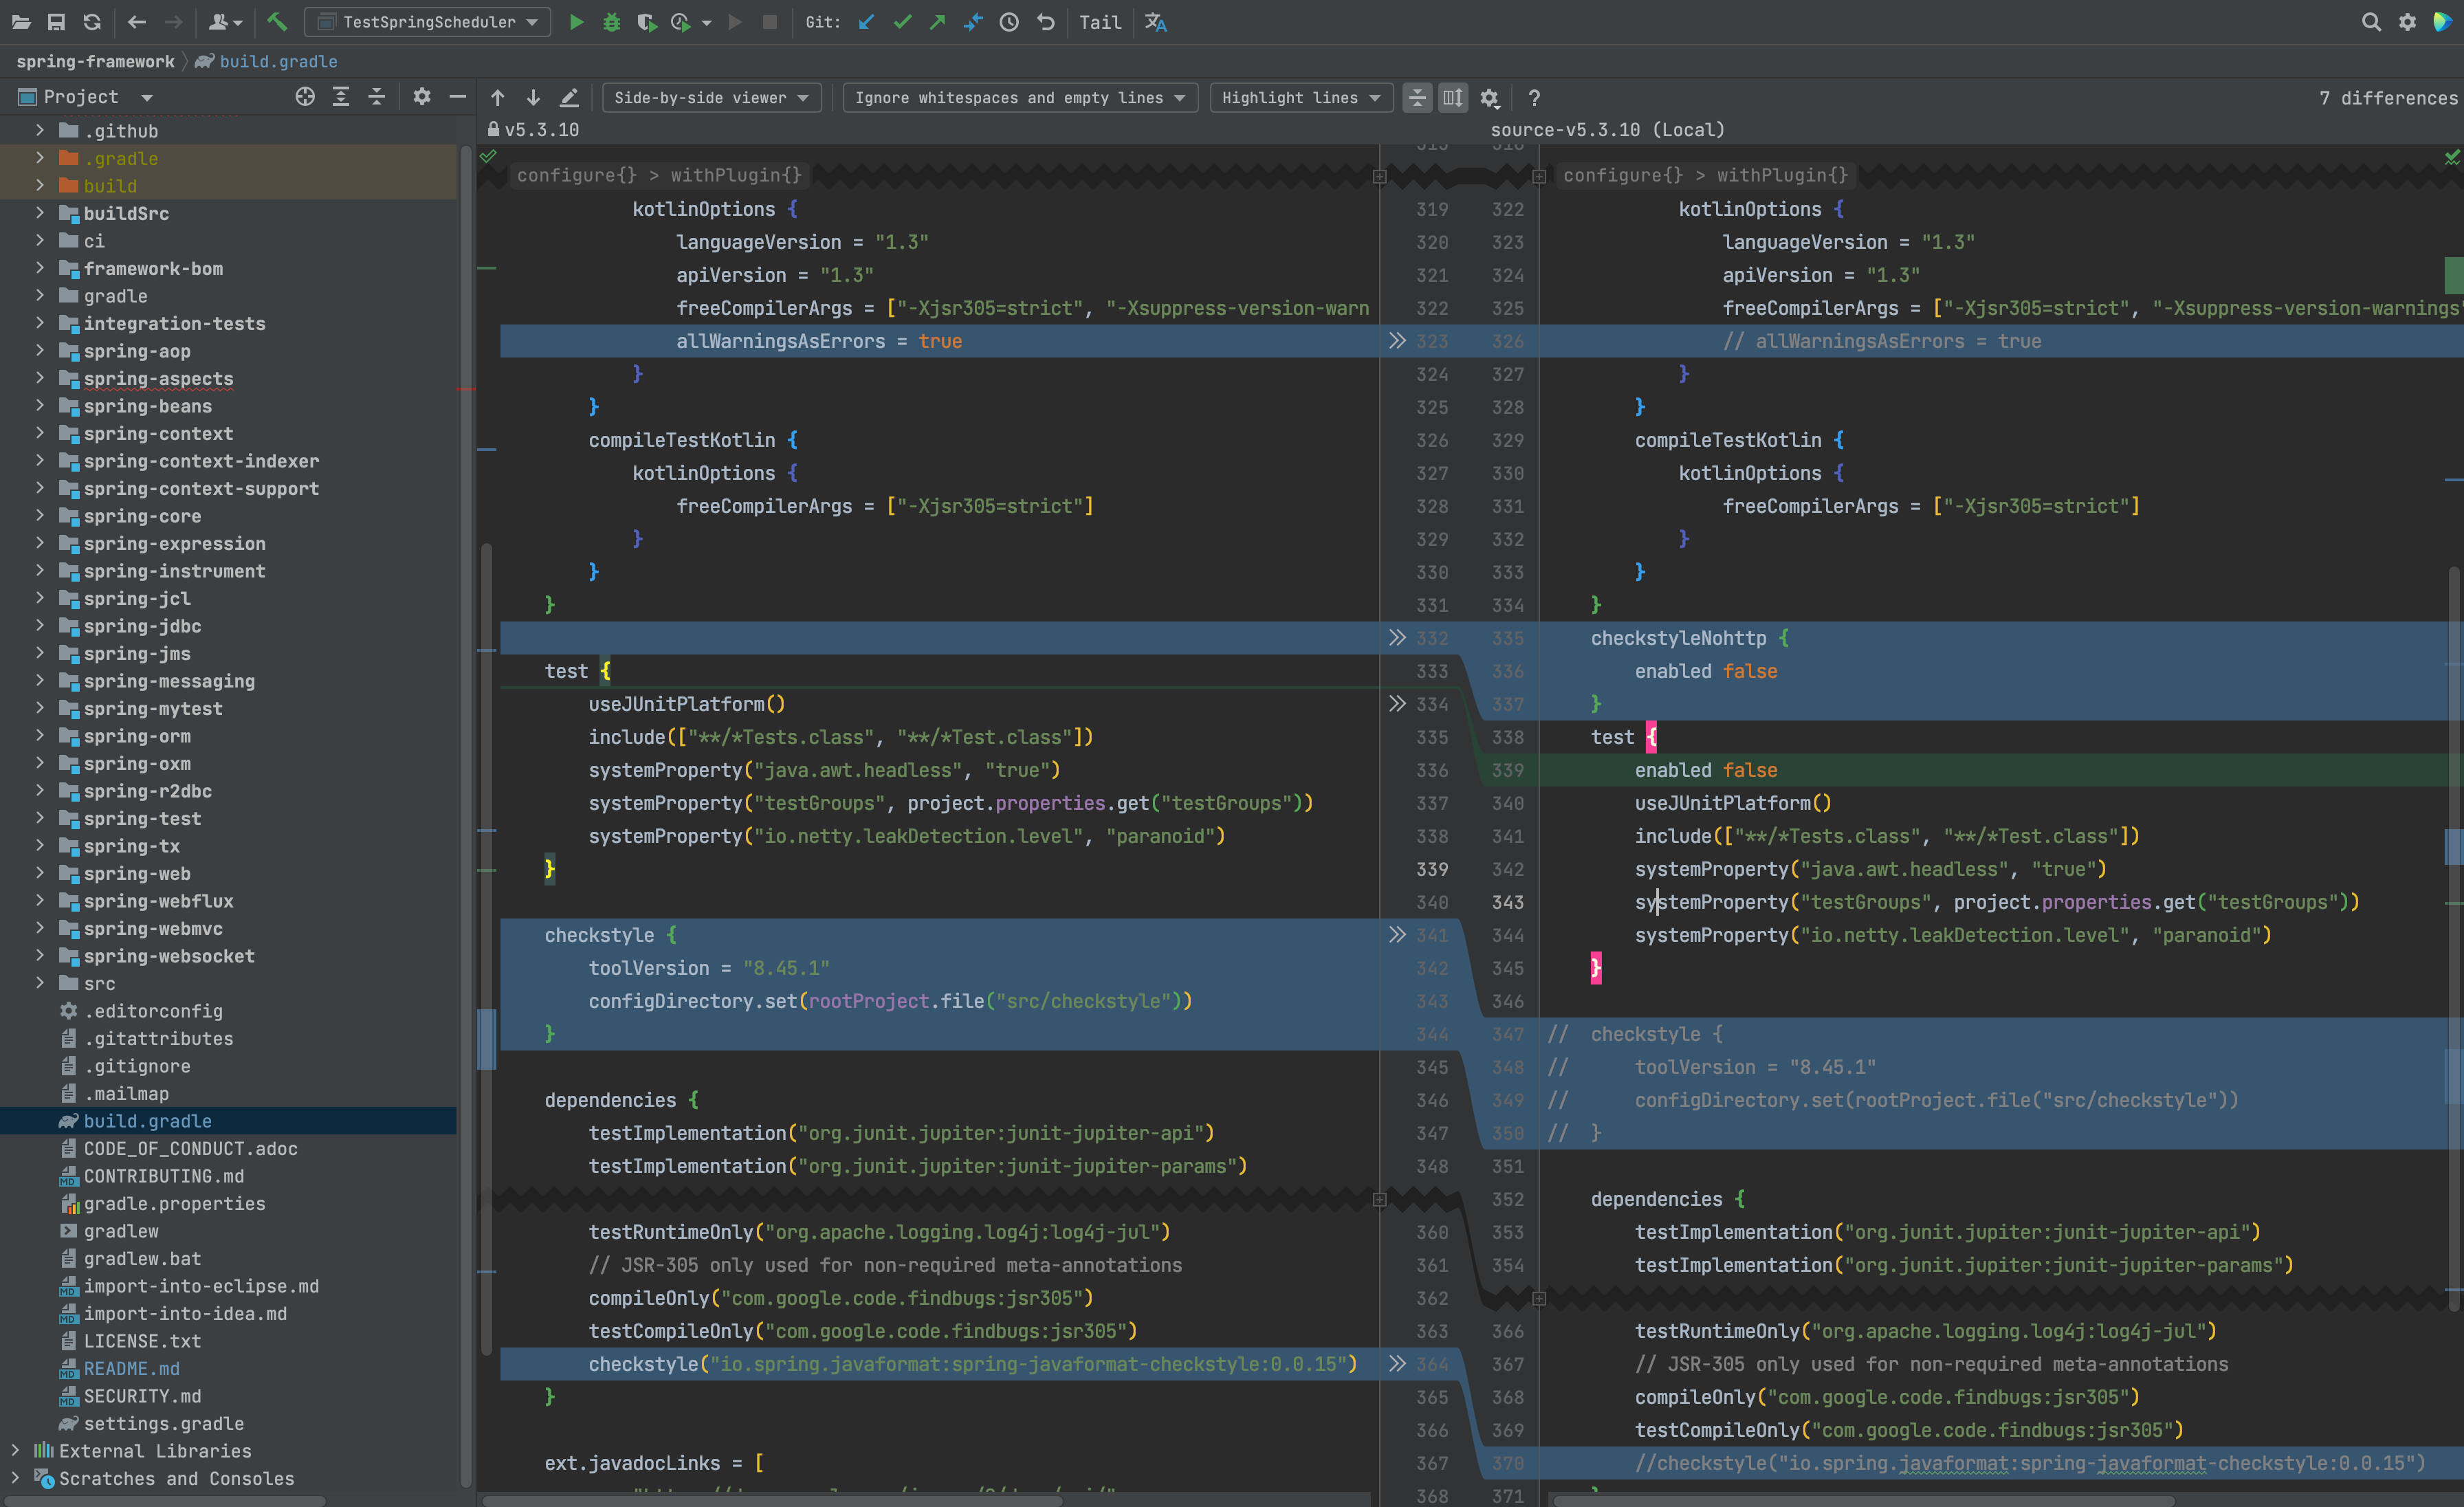 TestSpringScheduler
Git:
Tail
spring-framework
build.gradle
Project
Side-by-side viewer
Ignore whitespaces and empty lines
Highlight lines
?
7 differences
v5.3.10
source-v5.3.10 (Local)
.github
.gradle
build
buildSrc
ci
framework-bom
gradle
integration-tests
spring-aop
spring-aspects
spring-beans
spring-context
spring-context-indexer
spring-context-support
spring-core
spring-expression
spring-instrument
spring-jcl
spring-jdbc
spring-jms
spring-messaging
spring-mytest
spring-orm
spring-oxm
spring-r2dbc
spring-test
spring-tx
spring-web
spring-webflux
spring-webmvc
spring-websocket
src
.editorconfig
.gitattributes
.gitignore
.mailmap
build.gradle
CODE_OF_CONDUCT.adoc
CONTRIBUTING.md
gradle.properties
gradlew
gradlew.bat
import-into-eclipse.md
import-into-idea.md
LICENSE.txt
README.md
SECURITY.md
settings.gradle
External Libraries
Scratches and Consoles
configure{} > withPlugin{}
kotlinOptions { 319
languageVersion = "1.3" 320
apiVersion = "1.3" 321
freeCompilerArgs = ["-Xjsr305=strict", "-Xsuppress-version-warn 322
allWarningsAsErrors = true 323
} 324
} 325
compileTestKotlin { 326
kotlinOptions { 327
freeCompilerArgs = ["-Xjsr305=strict"] 328
} 329
} 330
} 331
332
test { 333
useJUnitPlatform() 334
include(["**/*Tests.class", "**/*Test.class"]) 335
systemProperty("java.awt.headless", "true") 336
systemProperty("testGroups", project.properties.get("testGroups")) 337
systemProperty("io.netty.leakDetection.level", "paranoid") 338
} 339
340
checkstyle { 341
toolVersion = "8.45.1" 342
configDirectory.set(rootProject.file("src/checkstyle")) 343
} 344
345
dependencies { 346
testImplementation("org.junit.jupiter:junit-jupiter-api") 347
testImplementation("org.junit.jupiter:junit-jupiter-params") 348
testRuntimeOnly("org.apache.logging.log4j:log4j-jul") 360
// JSR-305 only used for non-required meta-annotations 361
compileOnly("com.google.code.findbugs:jsr305") 362
testCompileOnly("com.google.code.findbugs:jsr305") 363
checkstyle("io.spring.javaformat:spring-javaformat-checkstyle:0.0.15") 364
} 365
366
ext.javadocLinks = [ 367
368
configure{} > withPlugin{}
322 kotlinOptions {
323 languageVersion = "1.3"
324 apiVersion = "1.3"
325 freeCompilerArgs = ["-Xjsr305=strict", "-Xsuppress-version-warnings"
326 // allWarningsAsErrors = true
327 }
328 }
329 compileTestKotlin {
330 kotlinOptions {
331 freeCompilerArgs = ["-Xjsr305=strict"]
332 }
333 }
334 }
335 checkstyleNohttp {
336 enabled false
337 }
338 test {
339 enabled false
340 useJUnitPlatform()
341 include(["**/*Tests.class", "**/*Test.class"])
342 systemProperty("java.awt.headless", "true")
343 systemProperty("testGroups", project.properties.get("testGroups"))
344 systemProperty("io.netty.leakDetection.level", "paranoid")
345 }
346
347 // checkstyle {
348 // toolVersion = "8.45.1"
349 // configDirectory.set(rootProject.file("src/checkstyle"))
350 // }
351
352 dependencies {
353 testImplementation("org.junit.jupiter:junit-jupiter-api")
354 testImplementation("org.junit.jupiter:junit-jupiter-params")
366 testRuntimeOnly("org.apache.logging.log4j:log4j-jul")
367 // JSR-305 only used for non-required meta-annotations
368 compileOnly("com.google.code.findbugs:jsr305")
369 testCompileOnly("com.google.code.findbugs:jsr305")
370 //checkstyle("io.spring.javaformat:spring-javaformat-checkstyle:0.0.15")
371